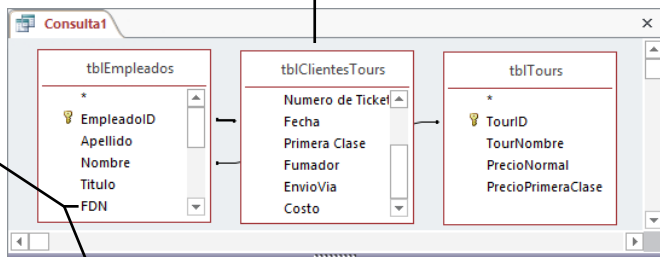 Consulta1
tblEmpleados
*
EmpleadoID
Apellido
Nombre
Titulo
FDN
tblClientesTours
Numero de Ticket
Fecha
Primera Clase
Fumador
EnvioVia
Costo
tblTours
*
TourID
TourNombre
PrecioNormal
PrecioPrimeraClase